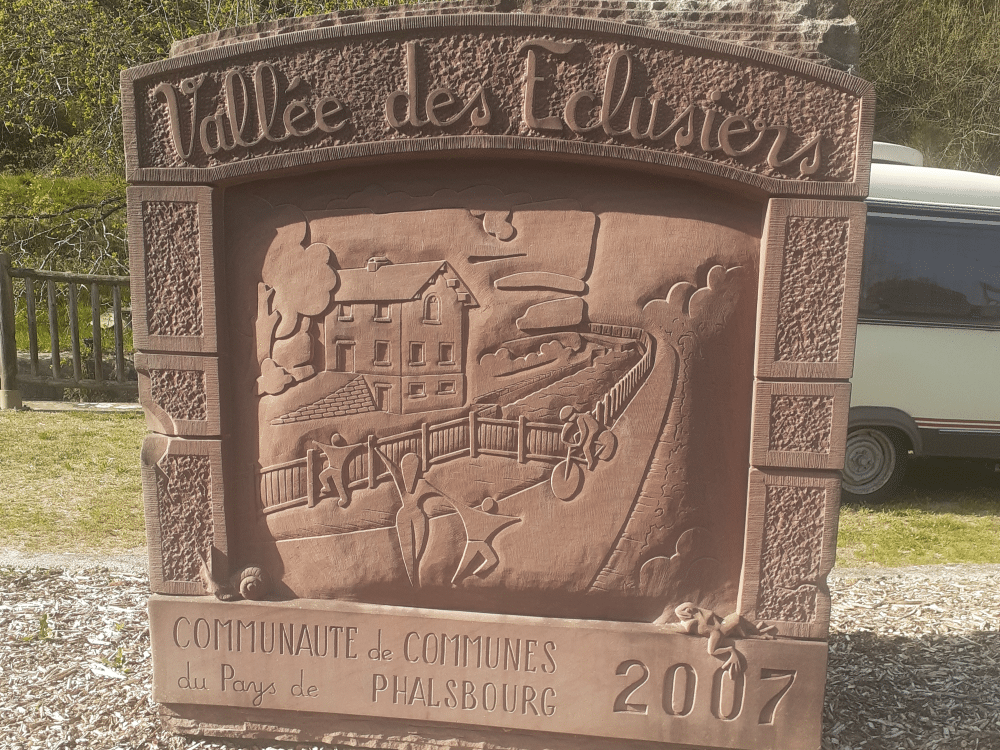 Vallée des Eclusiers
COMMUNAUTE de COMMUNES
du Pays de PHALSBOURG
2007